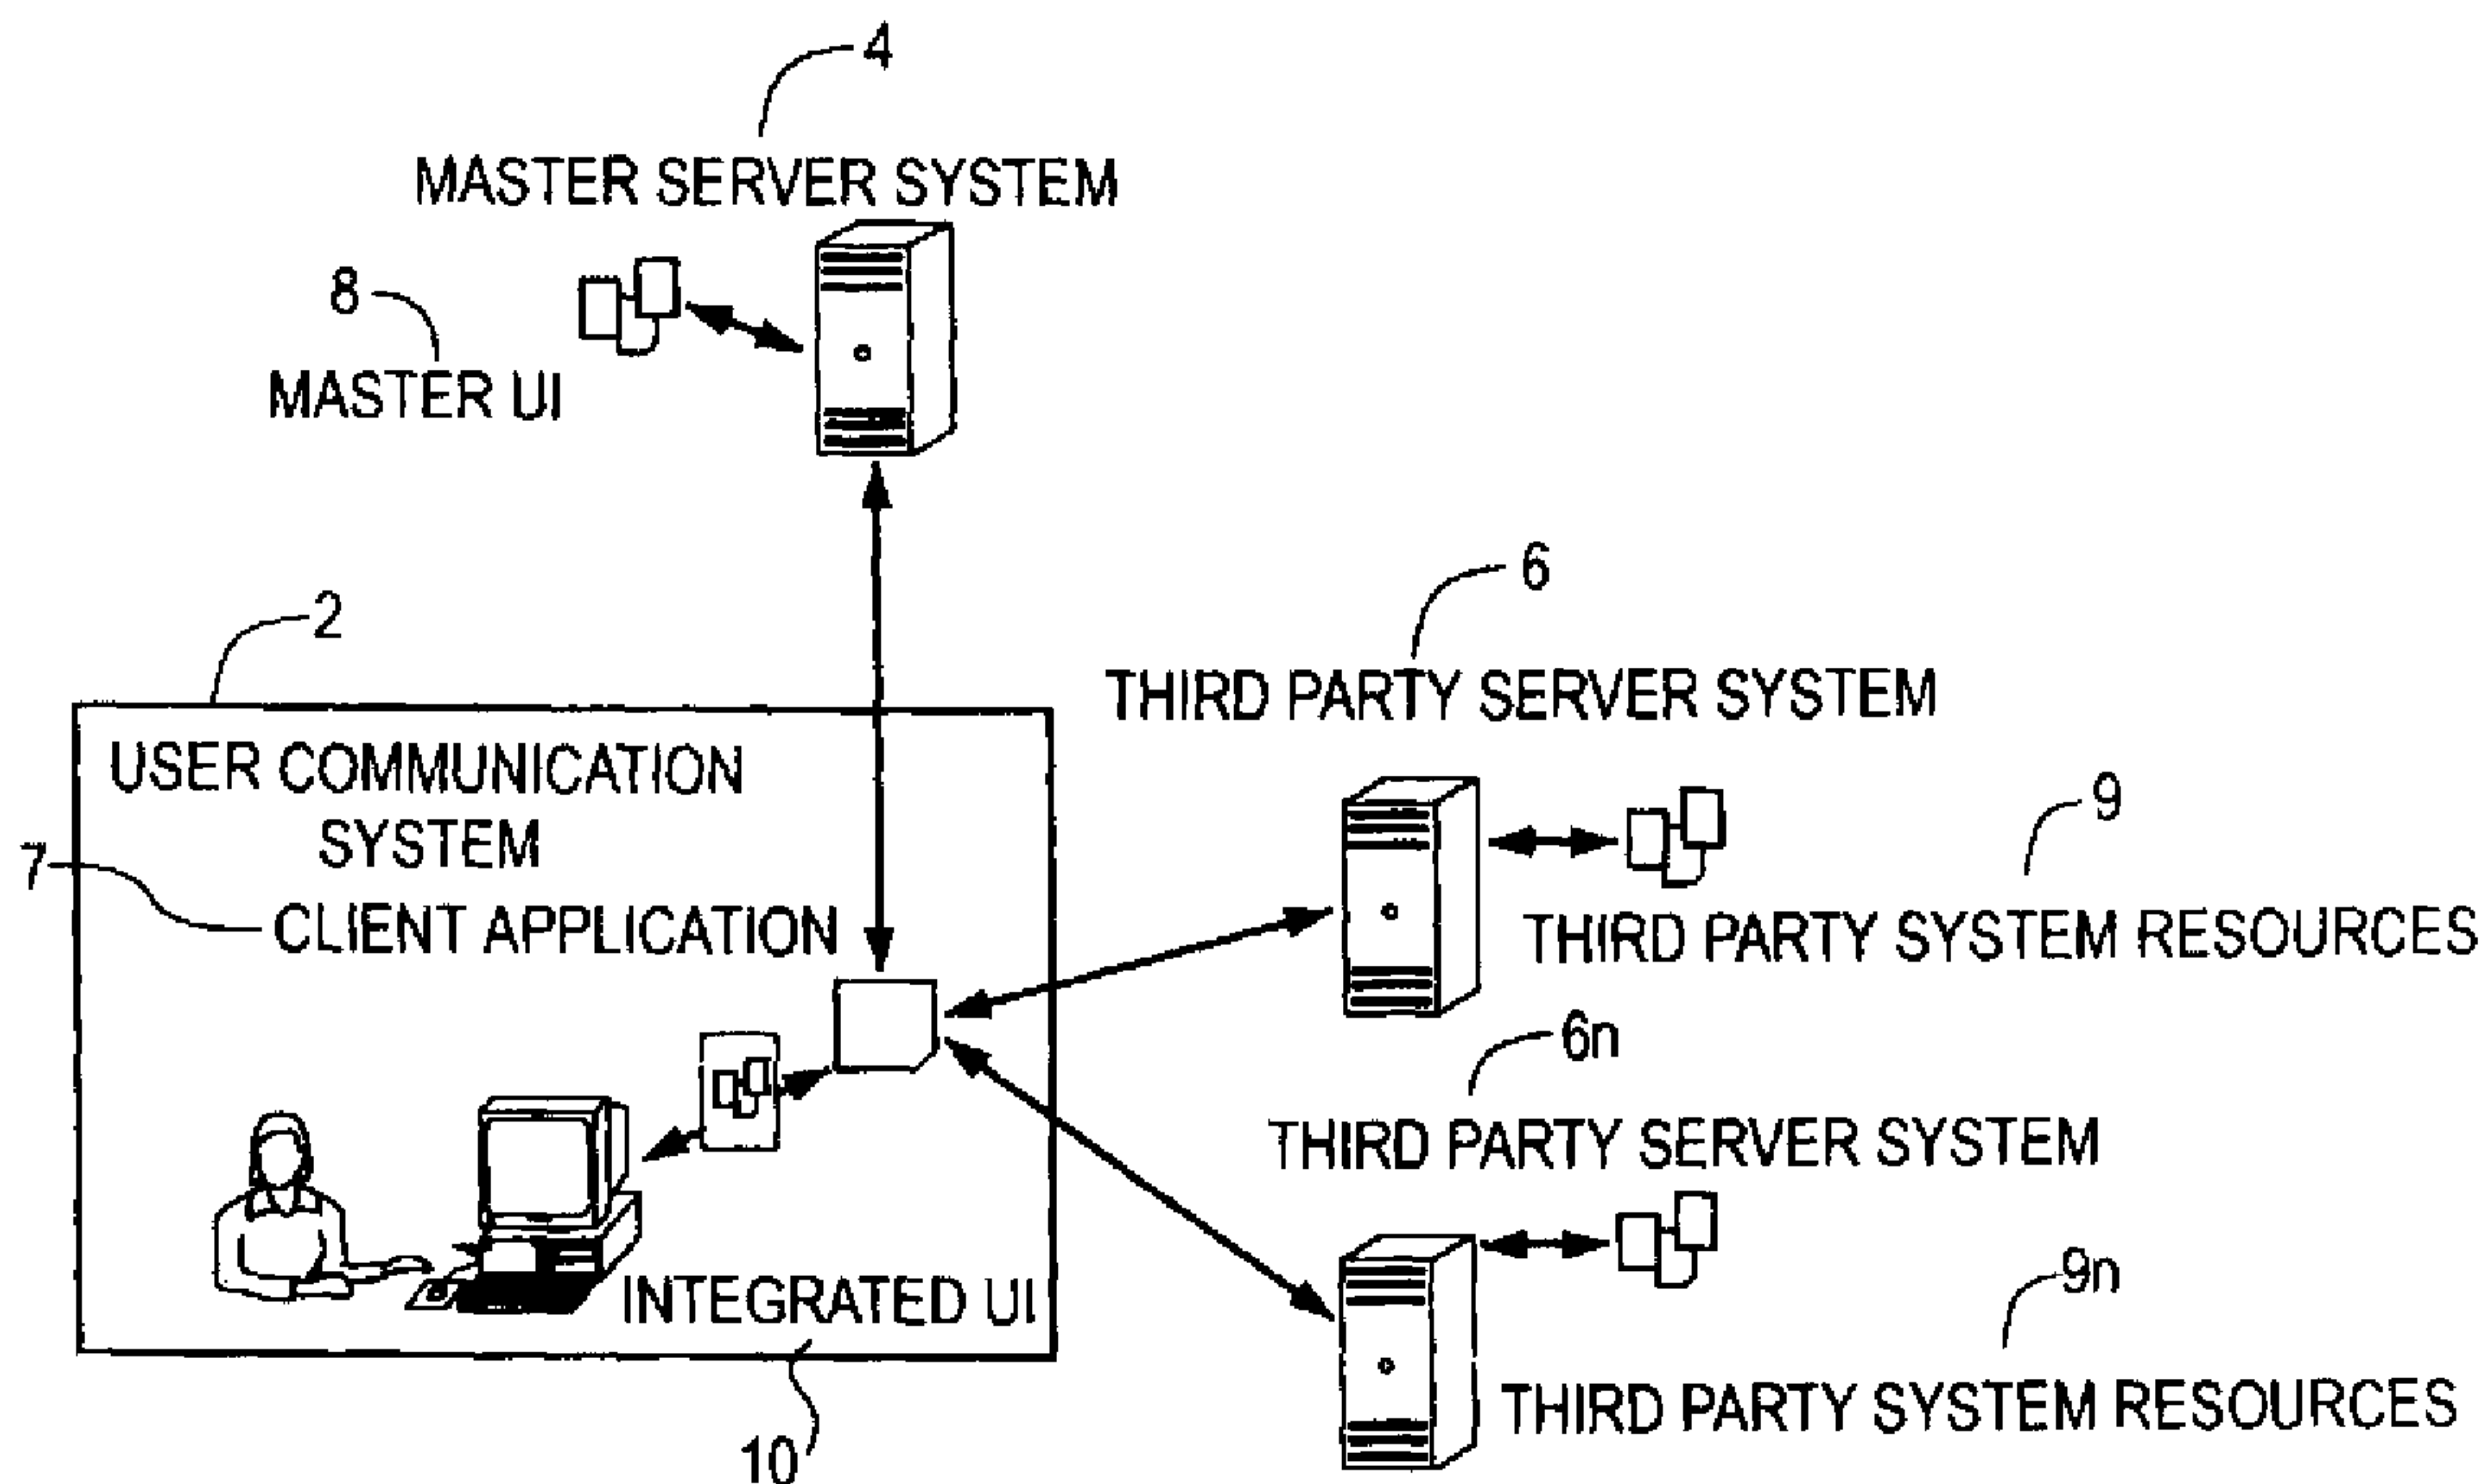 4
MASTER SERVER SYSTEM
8
MASTER UI
6
2
THIRD PARTY SERVER SYSTEM
USER COMMUNICATION
SYSTEM
9
7
CLIENT APPLICATION
THIRD PARTY SYSTEM RESOURCES
6n
THIRD PARTY SERVER SYSTEM
INTEGRATED UI
9n
THIRD PARTY SYSTEM RESOURCES
10